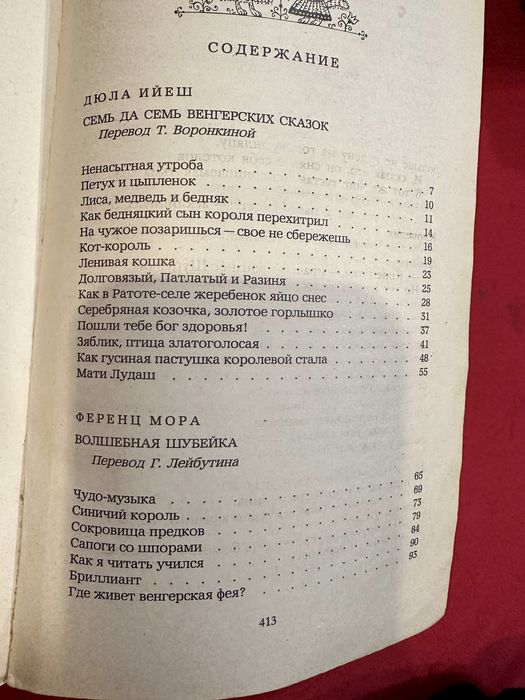 СОДЕРЖАНИЕ
ДЮЛА ИЙЕШ
СЕМЬ ДА СЕМЬ ВЕНГЕРСКИХ СКАЗОК
Перевод Т. Воронкиной
Ненасытная утроба 7
Петух и цыпленок 10
Лиса, медведь и бедняк 11
Как бедняцкий сын короля перехитрил 14
На чужое позаришься — свое не сбережешь 16
Кот-король 19
Ленивая кошка 23
Долговязый, Патлатый и Разиня 25
Как в Ратоте-селе жеребенок яйцо снес 28
Серебряная козочка, золотое горлышко 31
Пошли тебе бог здоровья! 37
Зяблик, птица златоголосая 41
Как гусиная пастушка королевой стала 48
Мати Лудаш 55
ФЕРЕНЦ МОРА
ВОЛШЕБНАЯ ШУБЕЙКА
Перевод Г. Лейбутина
Чудо-музыка 65
Синичий король 69
Сокровища предков 73
Сапоги со шпорами 79
Как я читать учился 84
Бриллиант 90
Где живет венгерская фея? 93
413